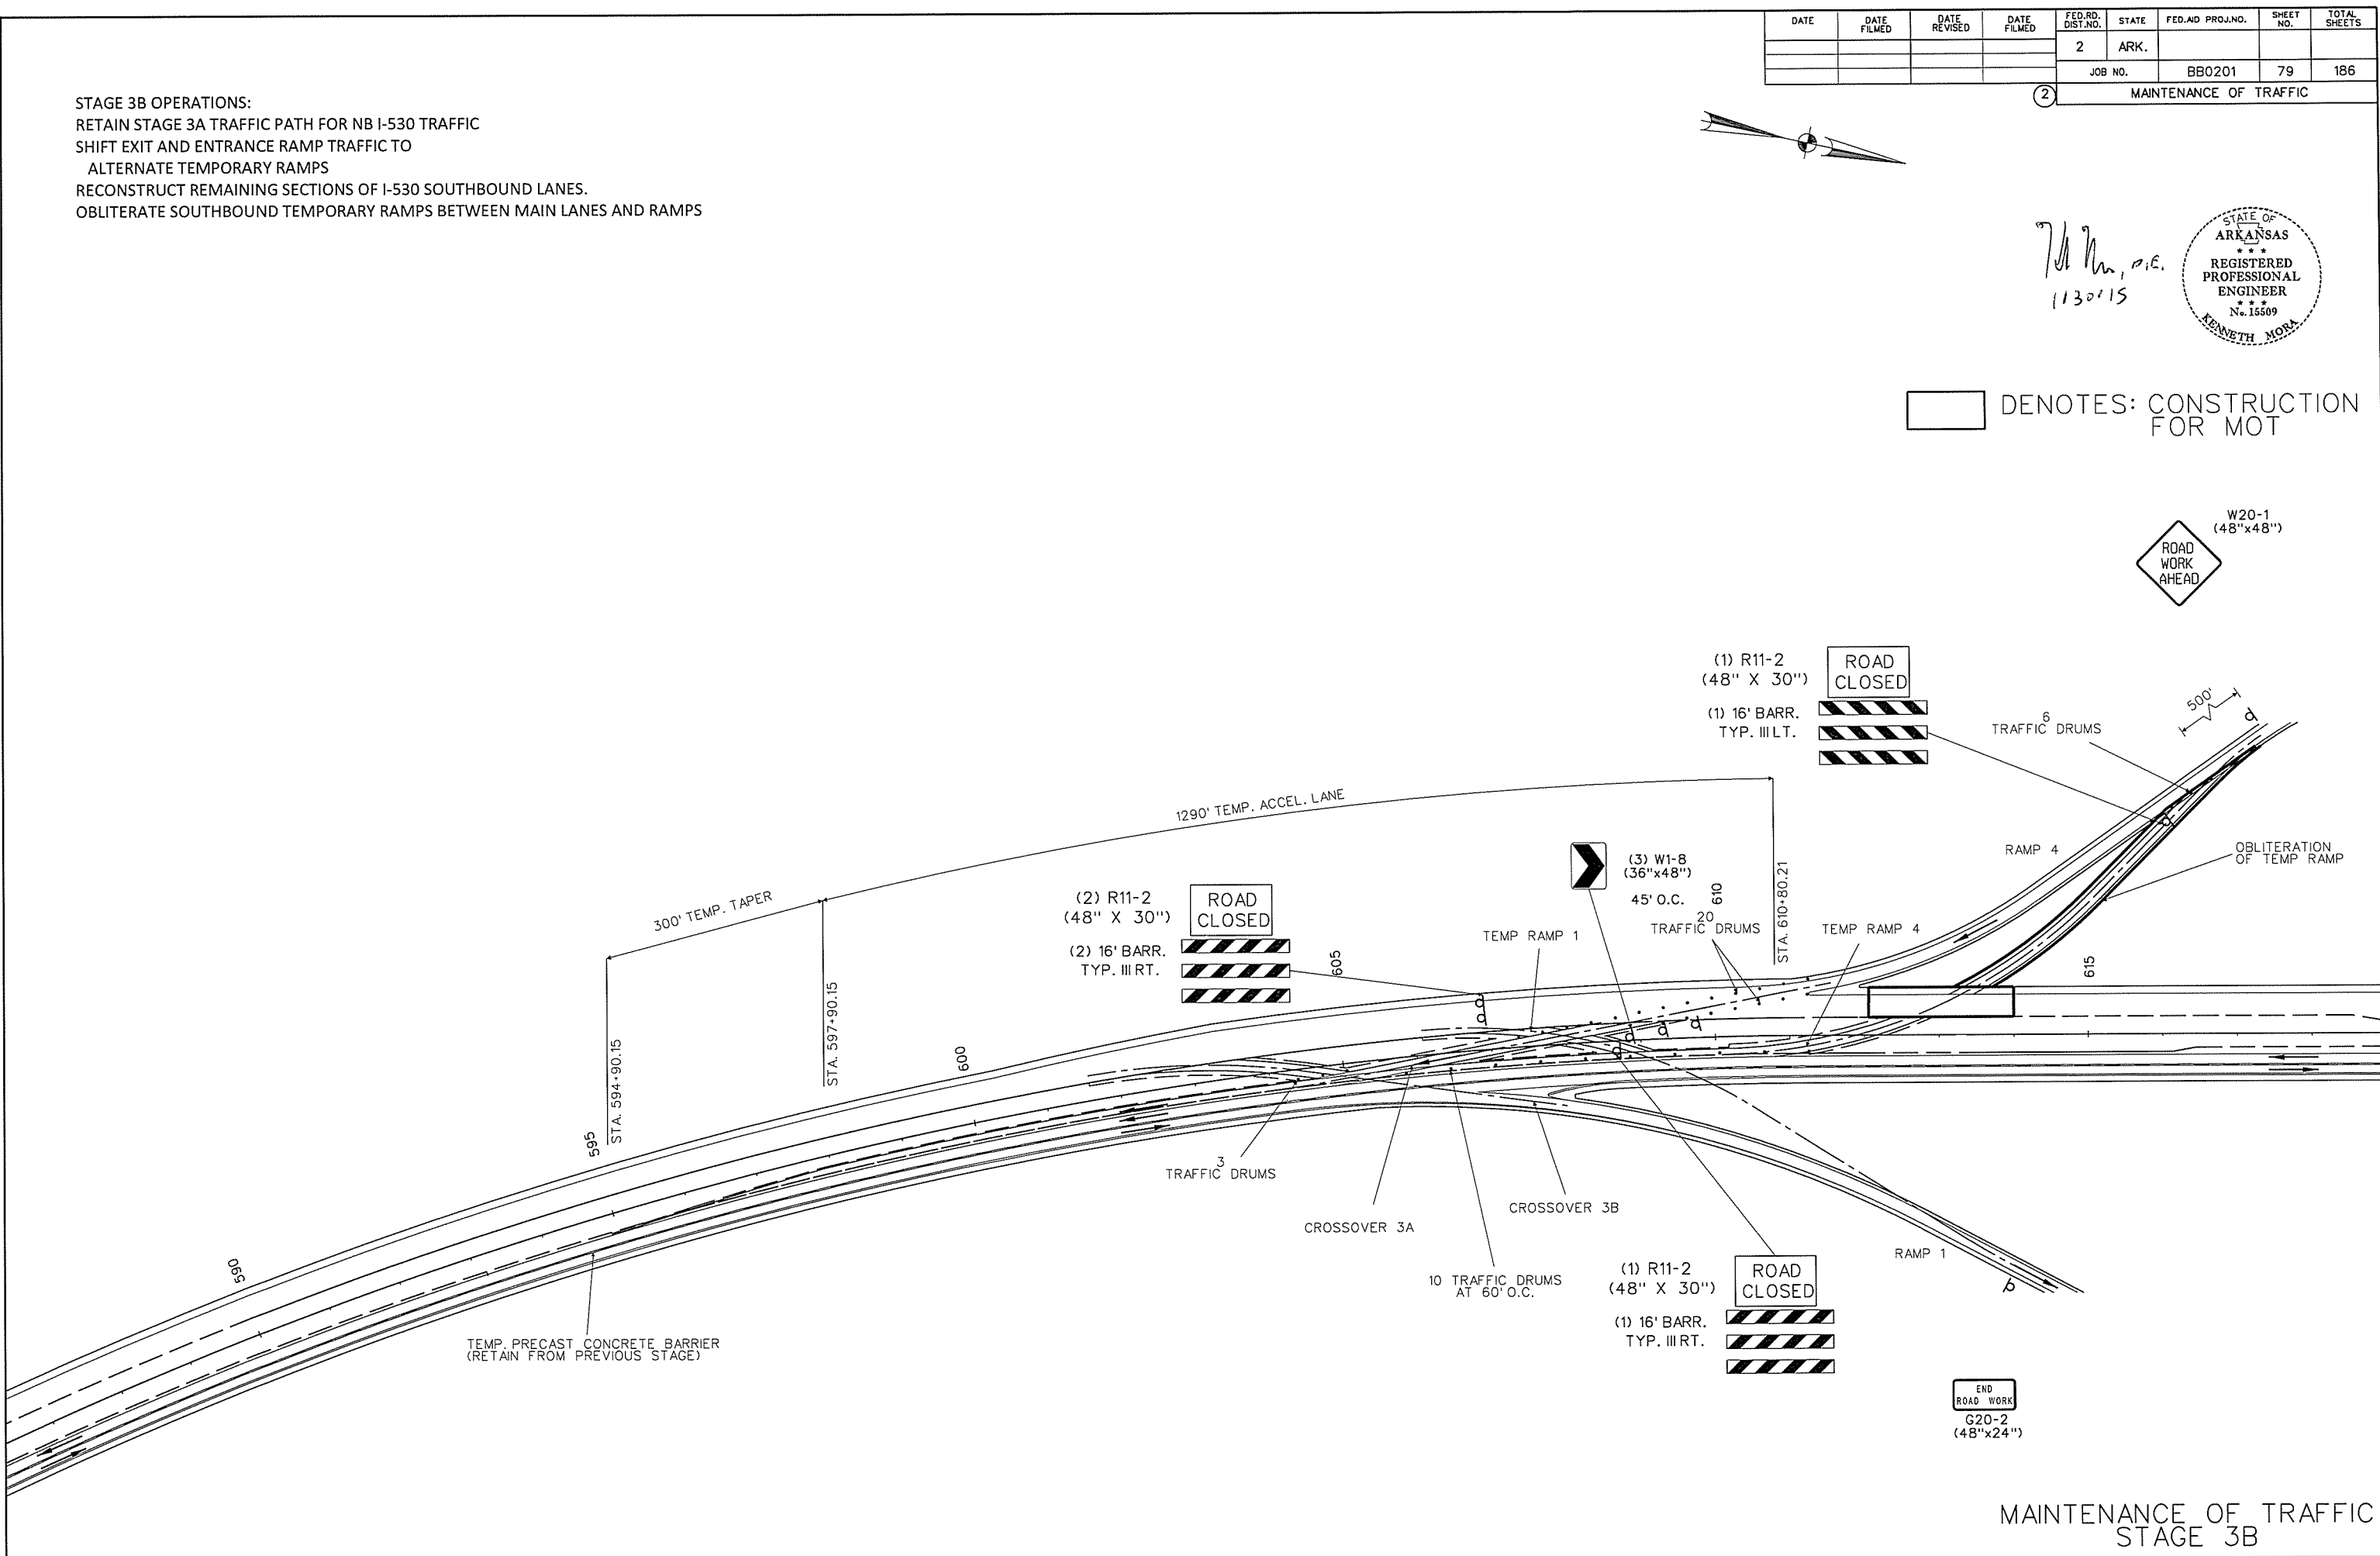 DATE
DATE FILMED
DATE REVISED
DATE FILMED
FED.RD. DIST.NO.
STATE
FED.AID PROJ.NO.
SHEET NO.
TOTAL SHEETS
2
ARK.
JOB NO.
BB0201
79
186
2
MAINTENANCE OF TRAFFIC
STAGE 3B OPERATIONS:
RETAIN STAGE 3A TRAFFIC PATH FOR NB I-530 TRAFFIC
SHIFT EXIT AND ENTRANCE RAMP TRAFFIC TO
ALTERNATE TEMPORARY RAMPS
RECONSTRUCT REMAINING SECTIONS OF I-530 SOUTHBOUND LANES.
OBLITERATE SOUTHBOUND TEMPORARY RAMPS BETWEEN MAIN LANES AND RAMPS
P.E.
STATE OF
ARKANSAS
* * *
REGISTERED
PROFESSIONAL
ENGINEER
* * *
No. 15509
KENNETH MORA
DENOTES: CONSTRUCTION
FOR MOT
W20-1
(48"x48")
ROAD
WORK
AHEAD
(1) R11-2
(48" X 30")
ROAD
CLOSED
(1) 16' BARR.
TYP. III LT.
6
TRAFFIC DRUMS
500'
1290' TEMP. ACCEL. LANE
300' TEMP. TAPER
RAMP 4
OBLITERATION
OF TEMP RAMP
(3) W1-8
(36"x48")
45' O.C.
610
20
TRAFFIC DRUMS
STA. 610+80.21
TEMP RAMP 4
TEMP RAMP 1
(2) R11-2
(48" X 30")
ROAD
CLOSED
(2) 16' BARR.
TYP. III RT.
605
615
STA. 597+90.15
600
STA. 594+90.15
595
590
3
TRAFFIC DRUMS
CROSSOVER 3A
CROSSOVER 3B
10 TRAFFIC DRUMS
AT 60' O.C.
RAMP 1
(1) R11-2
(48" X 30")
ROAD
CLOSED
(1) 16' BARR.
TYP. III RT.
TEMP. PRECAST CONCRETE BARRIER
(RETAIN FROM PREVIOUS STAGE)
END
ROAD WORK
G20-2
(48"x24")
MAINTENANCE OF TRAFFIC
STAGE 3B